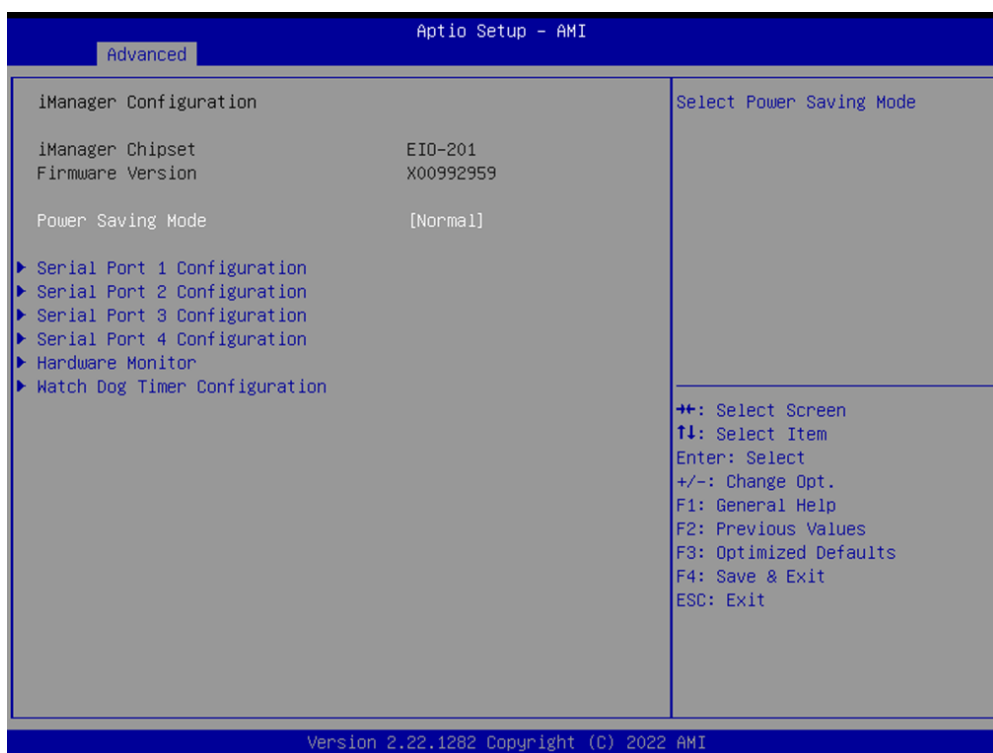 Aptio Setup - AMI
Advanced
iManager Configuration
iManager Chipset EIO-201
Firmware Version X00992959
Power Saving Mode [Normal]
Serial Port 1 Configuration
Serial Port 2 Configuration
Serial Port 3 Configuration
Serial Port 4 Configuration
Hardware Monitor
Watch Dog Timer Configuration
Select Power Saving Mode
→←: Select Screen
↑↓: Select Item
Enter: Select
+/-: Change Opt.
F1: General Help
F2: Previous Values
F3: Optimized Defaults
F4: Save & Exit
ESC: Exit
Version 2.22.1282 Copyright (C) 2022 AMI